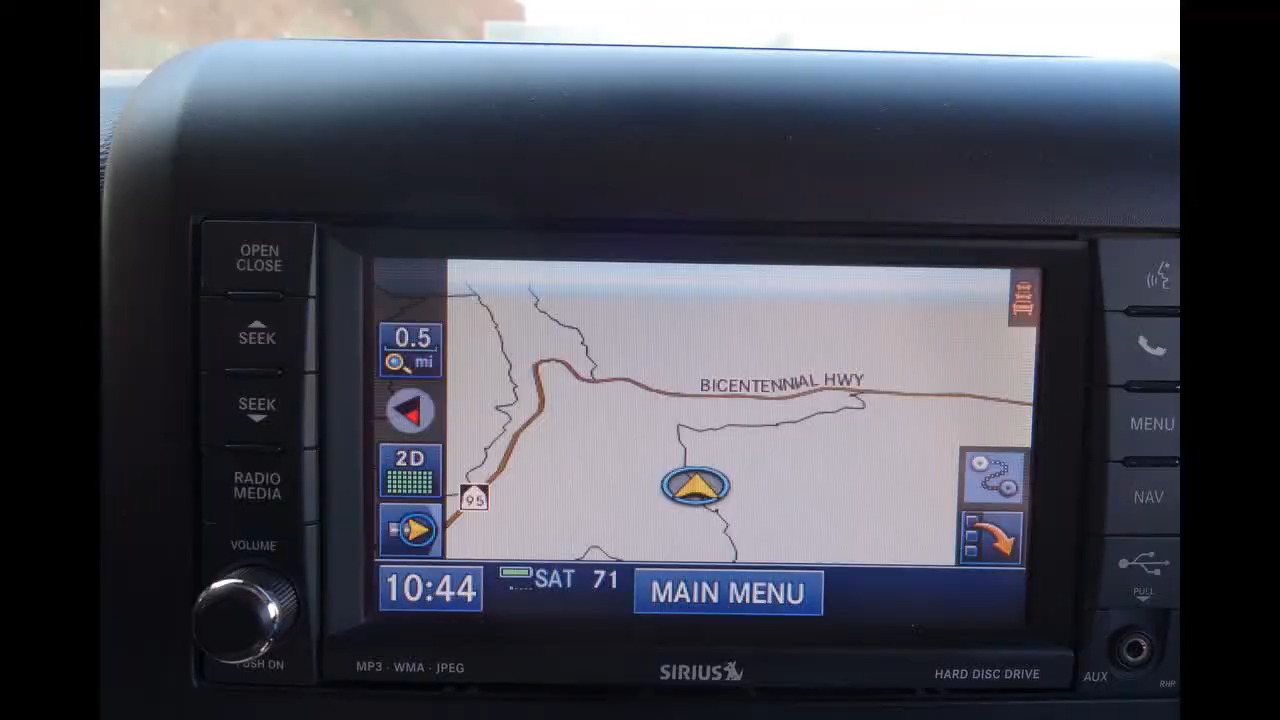 OPEN
CLOSE
SEEK
SEEK
RADIO
MEDIA
VOLUME
PUSH ON
0.5
mi
2D
BICENTENNIAL HWY
95
10:44
SAT 71
MAIN MENU
MP3 · WMA · JPEG
SIRIUS
HARD DISC DRIVE
MENU
NAV
PULL
AUX
RHR